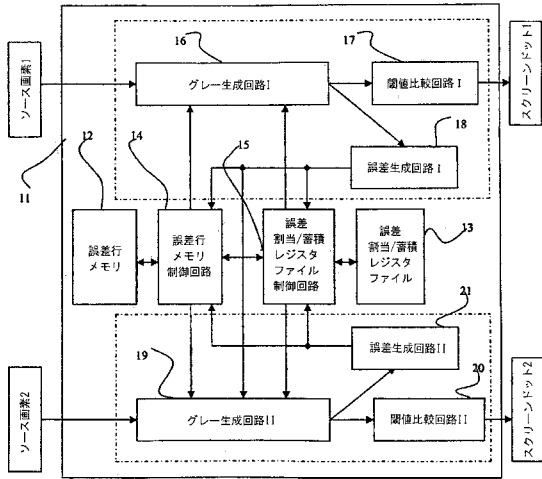 16
17
ソース画素1
グレー生成回路I
閾値比較回路 I
スクリーンドット1
18
12
14
15
誤差生成回路 I
11
13
誤差行
メモリ
誤差行
メモリ
制御回路
誤差
割当/蓄積
レジスタ
ファイル
制御回路
誤差
割当/蓄積
レジスタ
ファイル
21
誤差生成回路II
19
20
ソース画素2
グレー生成回路II
閾値比較回路II
スクリーンドット2